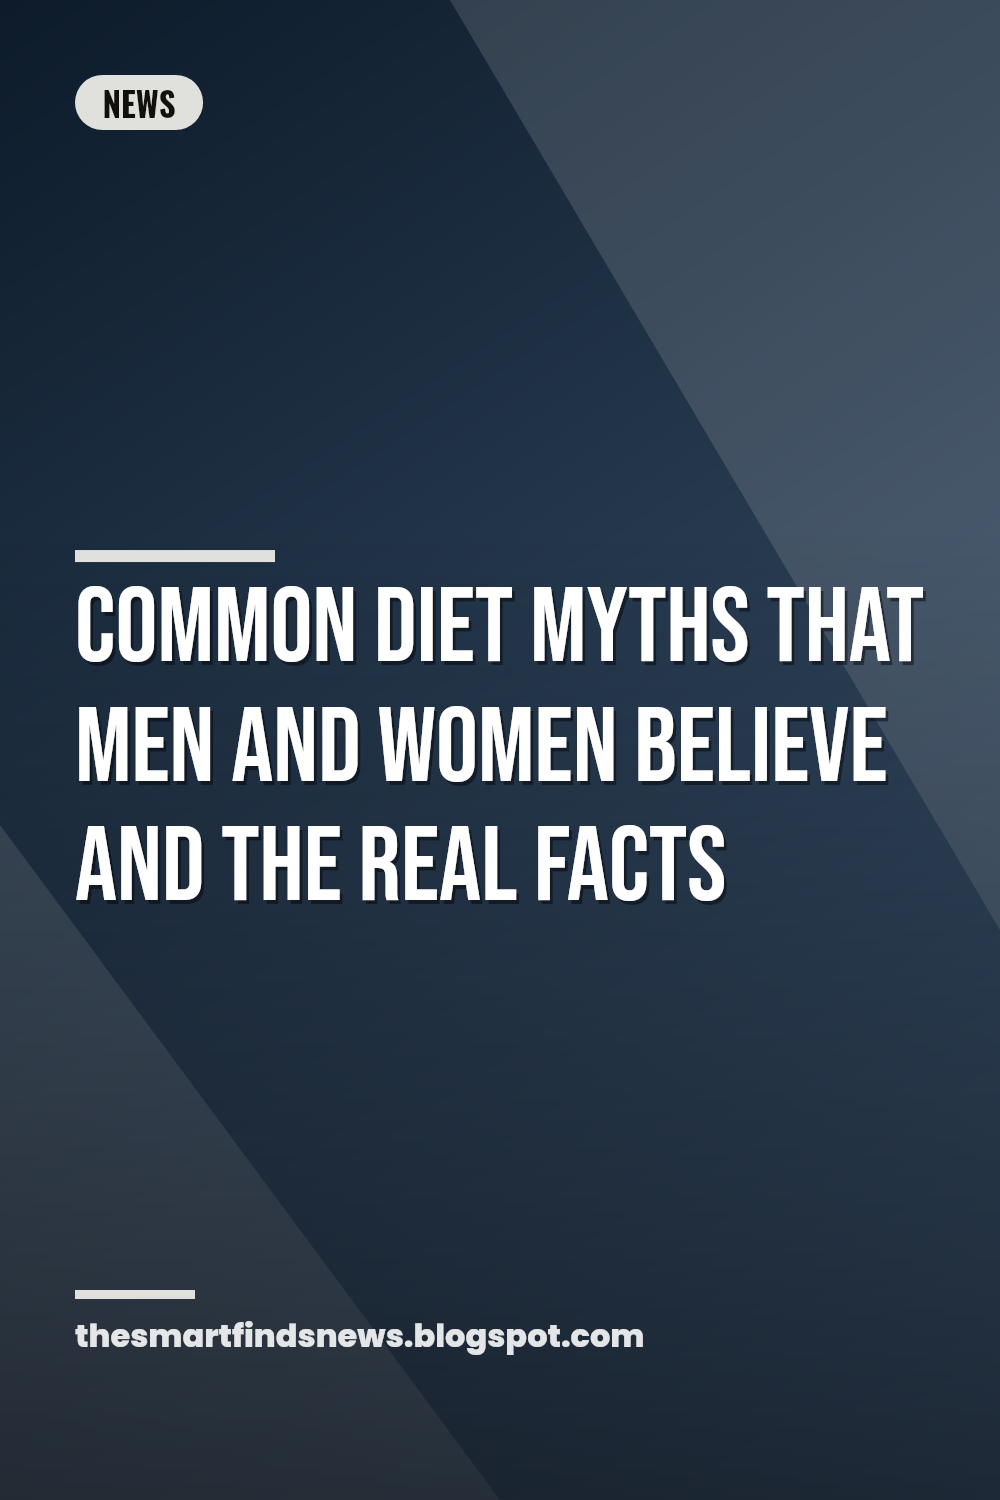 NEWS
COMMON DIET MYTHS THAT
MEN AND WOMEN BELIEVE
AND THE REAL FACTS
thesmartfindsnews.blogspot.com